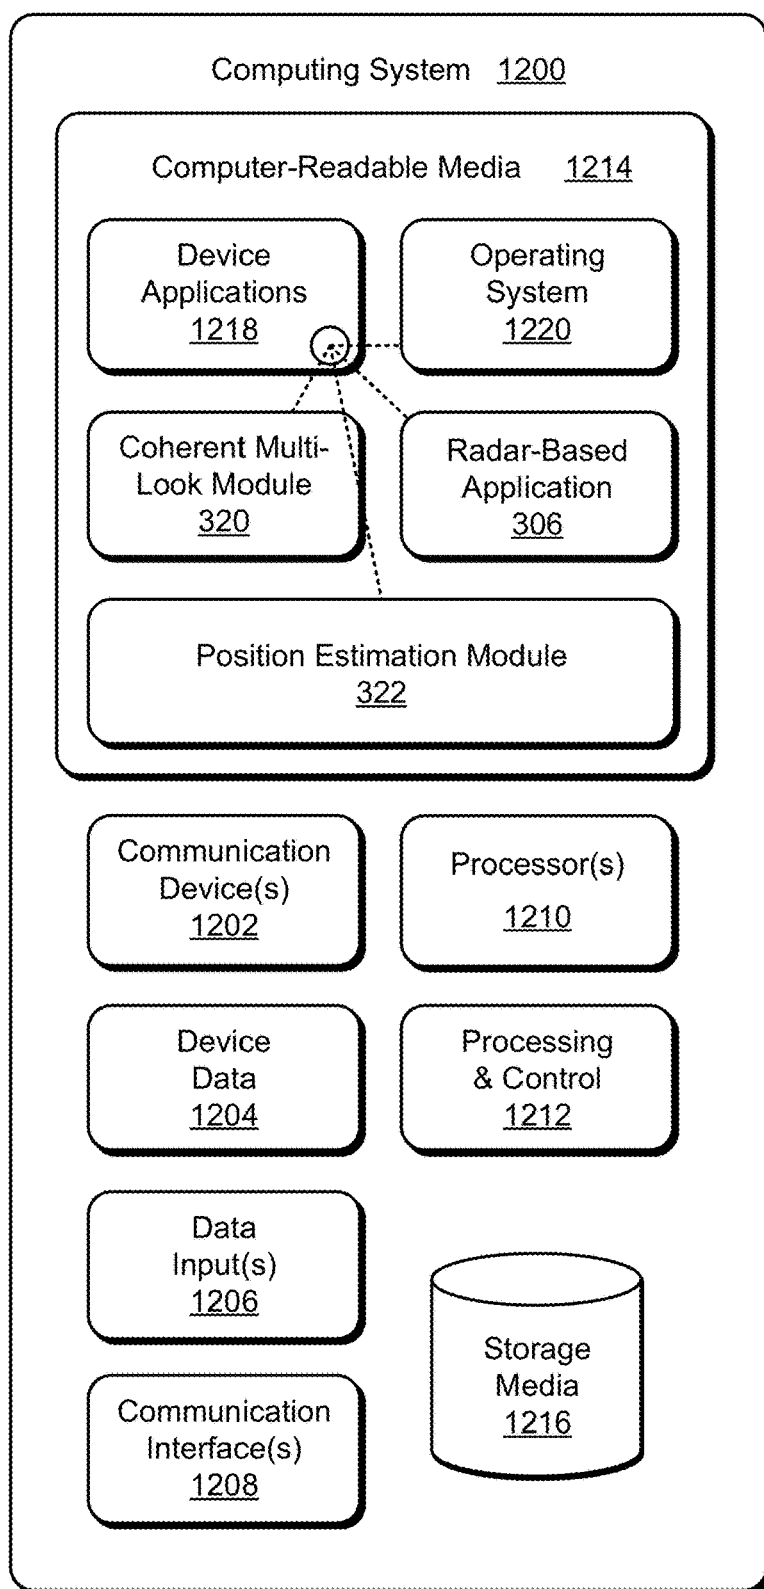 Computing System 1200
Computer-Readable Media 1214
Device
Applications
1218
Operating
System
1220
Coherent Multi-
Look Module
320
Radar-Based
Application
306
Position Estimation Module
322
Communication
Device(s)
1202
Processor(s)
1210
Device
Data
1204
Processing
& Control
1212
Data
Input(s)
1206
Storage
Media
1216
Communication
Interface(s)
1208